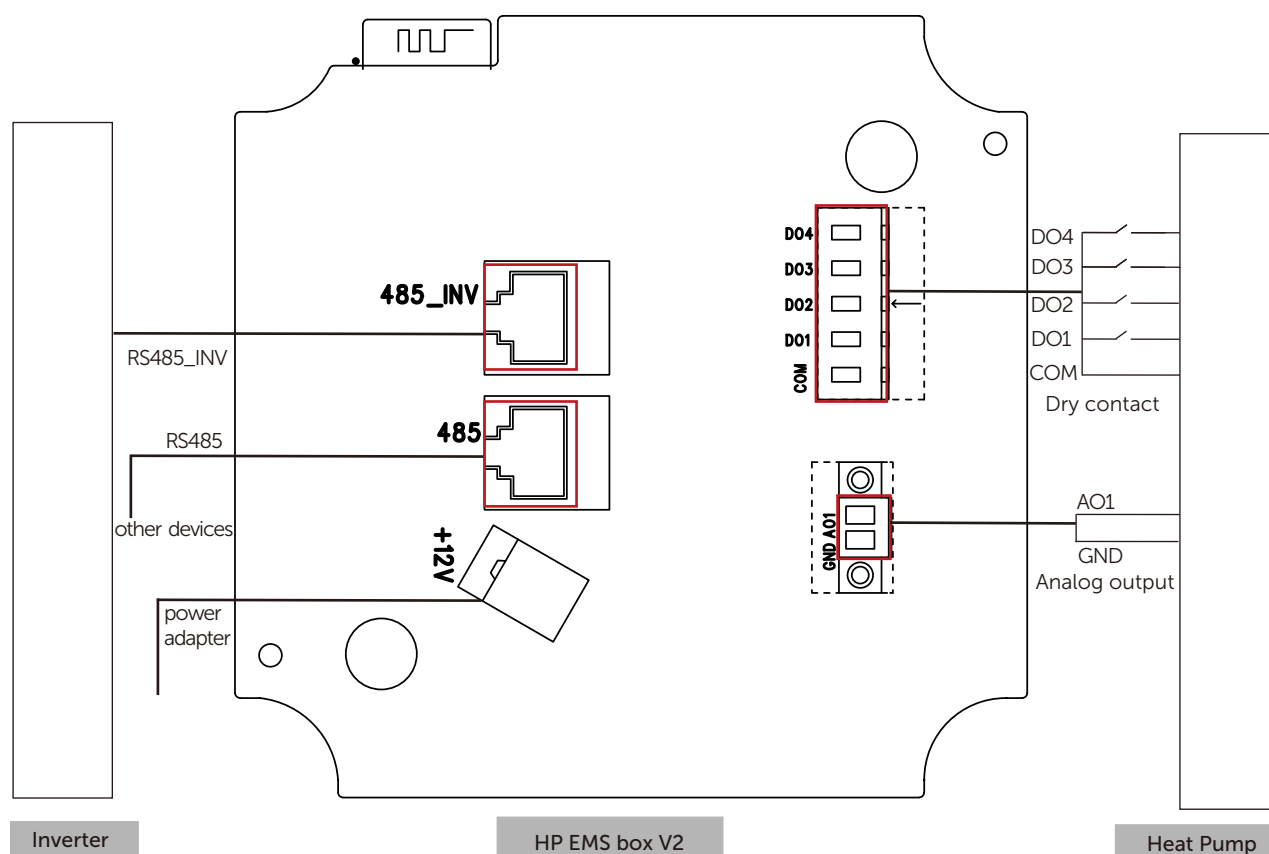 485_INV
RS485_INV
485
RS485
other devices
+12V
power
adapter
DO4
DO3
DO2
DO1
COM
DO4
DO3
DO2
DO1
COM
Dry contact
GND AO1
AO1
GND
Analog output
Inverter
HP EMS box V2
Heat Pump